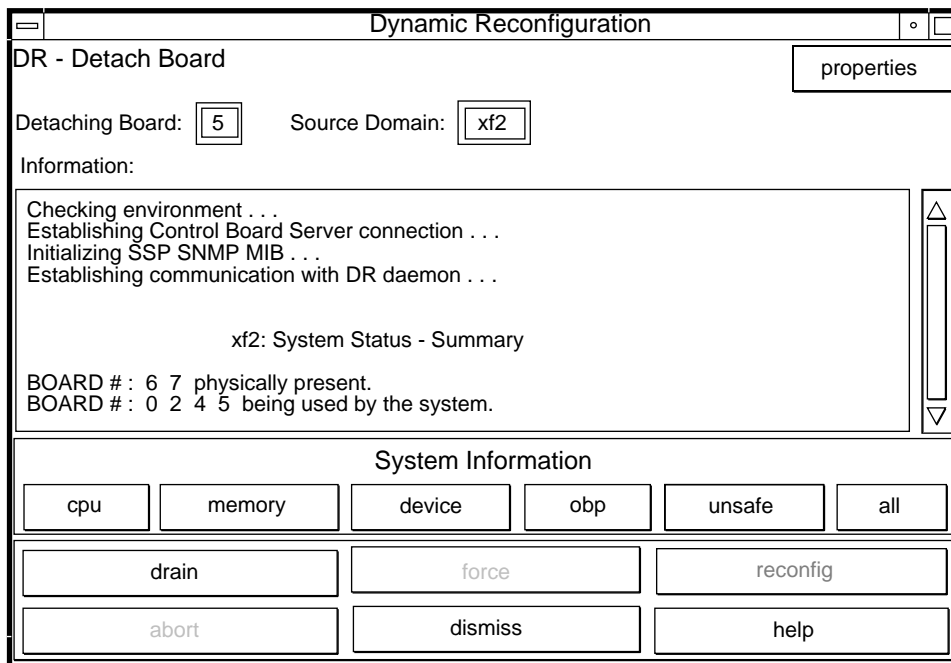 Dynamic Reconfiguration
DR - Detach Board
properties
Detaching Board: 5 Source Domain: xf2
Information:
Checking environment . . .
Establishing Control Board Server connection . . .
Initializing SSP SNMP MIB . . .
Establishing communication with DR daemon . . .
xf2: System Status - Summary
BOARD # : 6 7 physically present.
BOARD # : 0 2 4 5 being used by the system.
System Information
cpu memory device obp unsafe all
drain force reconfig
abort dismiss help